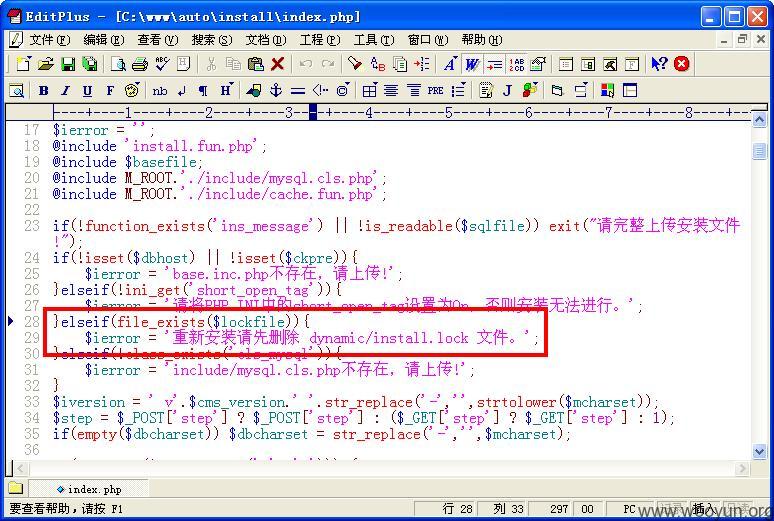 EditPlus - [C:\www\auto\install\index.php]
文件(F) 编辑(E) 查看(V) 搜索(S) 文档(D) 工程(P) 工具(T) 窗口(W) 帮助(H)
B I U F nb ¶ H PRE J
----+----1----+----2----+----3----+----4----+----5----+----6----+----7----+----8----+
17 $ierror = '';
18 @include 'install.fun.php';
19 @include $basefile;
20 @include M_ROOT.'./include/mysql.cls.php';
21 @include M_ROOT.'./include/cache.fun.php';
22
23 if(!function_exists('ins_message') || !is_readable($sqlfile)) exit("请完整上传安装文件
!");
24 if(!isset($dbhost) || !isset($ckpre)){
25 $ierror = 'base.inc.php不存在，请上传!';
26 }elseif(!ini_get('short_open_tag')){
27 $ierror = '请将PHP.INI中的short_open_tag设置为On，否则安装无法进行。';
28 }elseif(file_exists($lockfile)){
29 $ierror = '重新安装请先删除 dynamic/install.lock 文件。';
30 }elseif(!class_exists('cls_mysql')){
31 $ierror = 'include/mysql.cls.php不存在，请上传!';
32 }
33 $iversion = ' v'.$cms_version.' '.str_replace('-','',strtolower($mcharset));
34 $step = $_POST['step'] ? $_POST['step'] : ($_GET['step'] ? $_GET['step'] : 1);
35 if(empty($dbcharset)) $dbcharset = str_replace('-','',$mcharset);
36
index.php
要查看帮助，请按 F1 行 28 列 33 297 00 PC 插入
www.wooyun.org